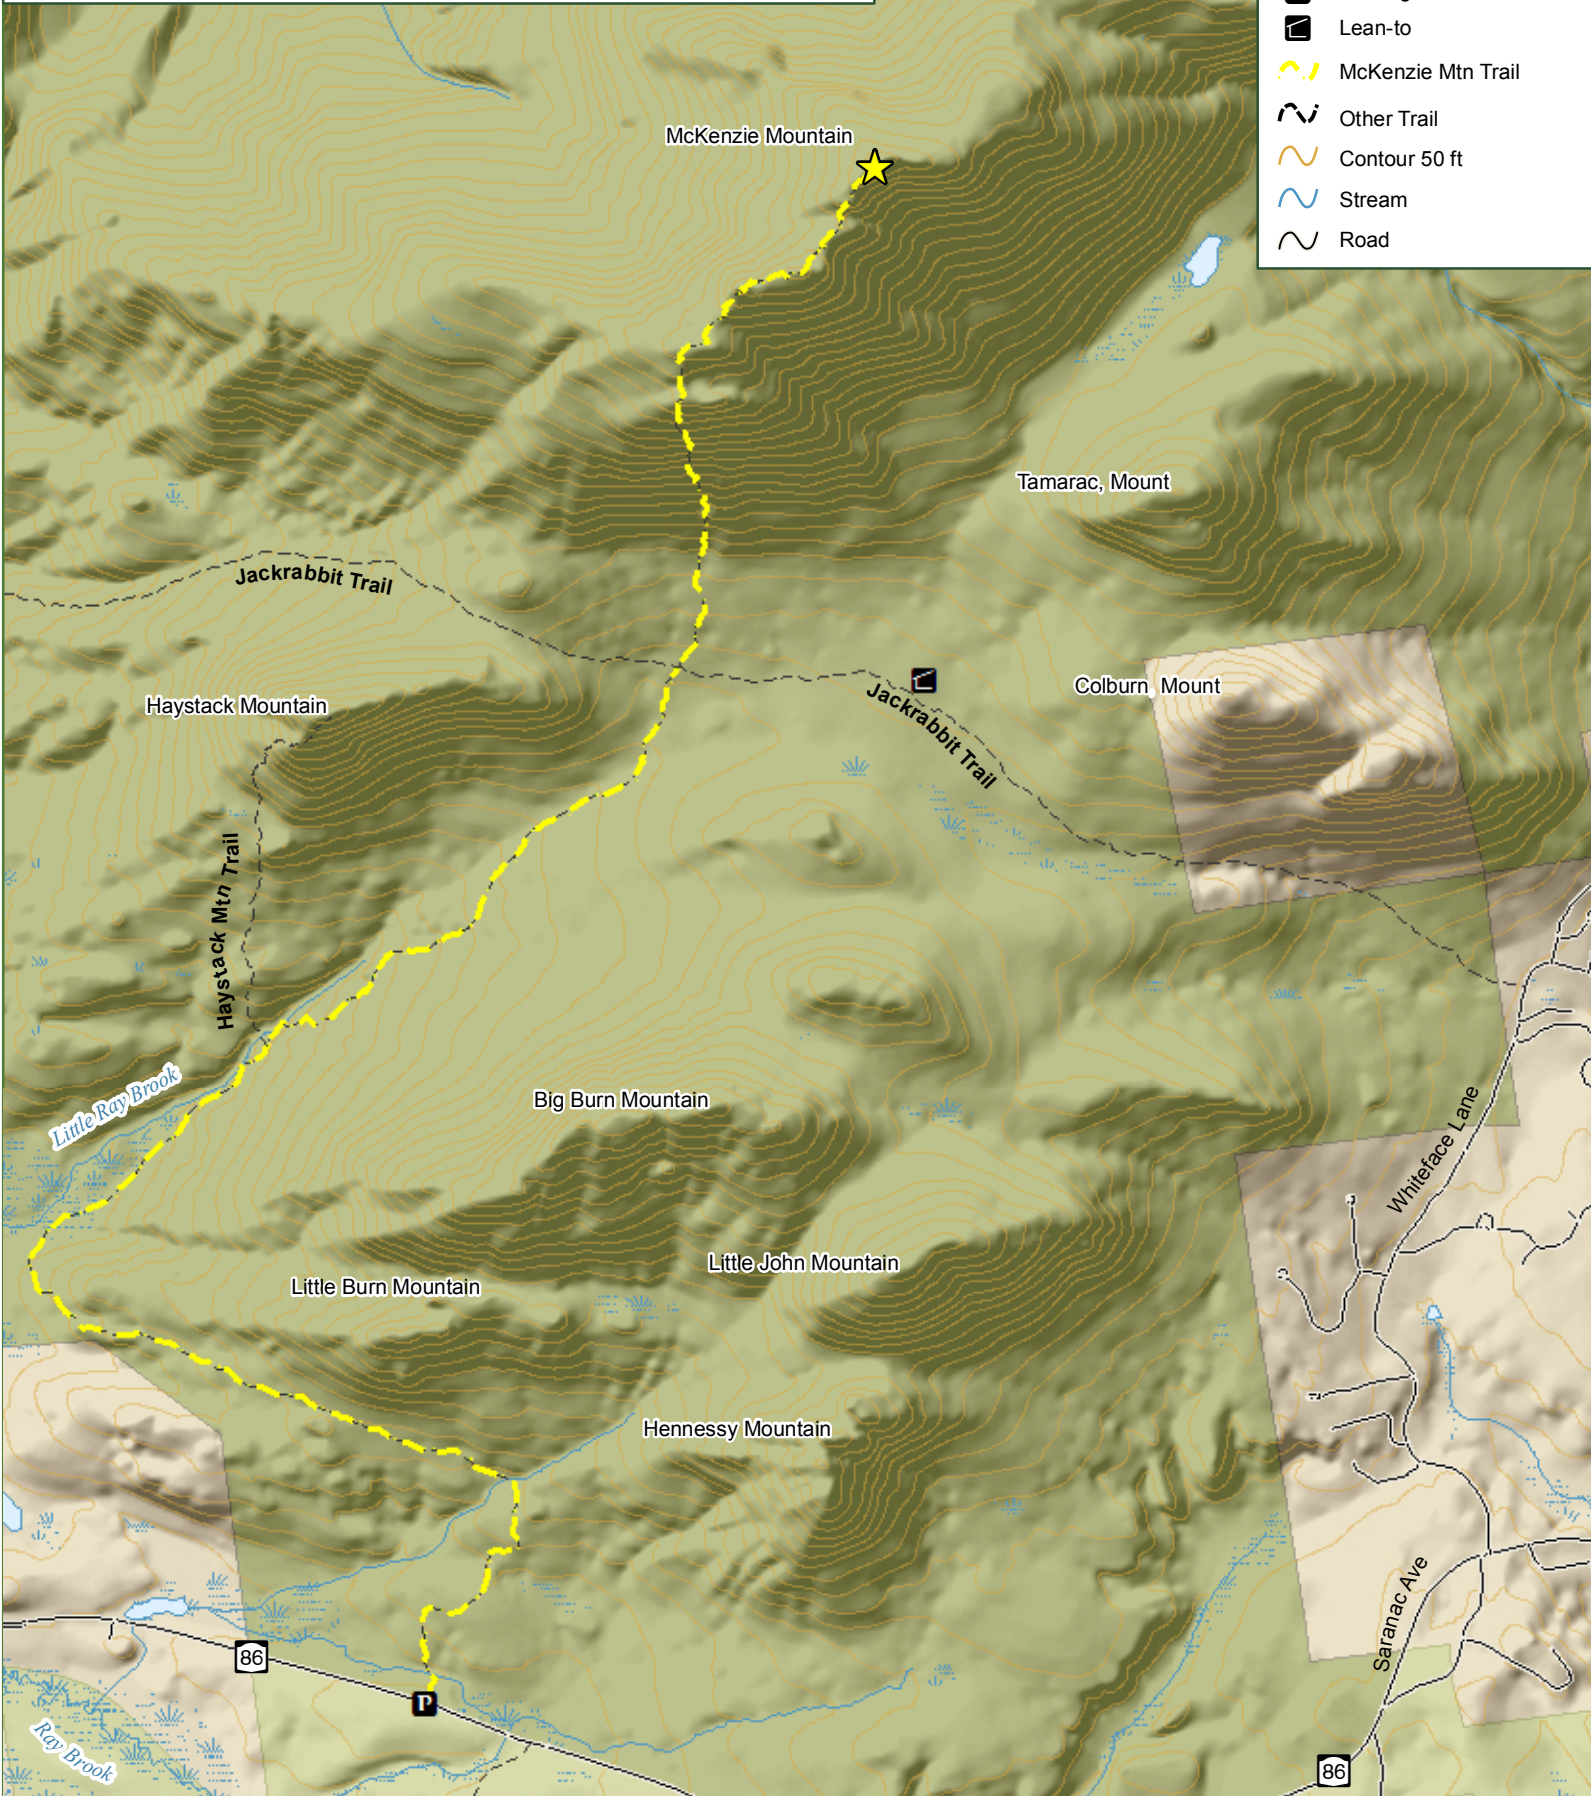 Lean-to
McKenzie Mtn Trail
Other Trail
Contour 50 ft
Stream
Road
McKenzie Mountain
Tamarac, Mount
Jackrabbit Trail
Haystack Mountain
Colburn, Mount
Jackrabbit Trail
Haystack Mtn Trail
Little Ray Brook
Big Burn Mountain
Whiteface Lane
Little John Mountain
Little Burn Mountain
Hennessy Mountain
Saranac Ave
86
P
Ray Brook
86